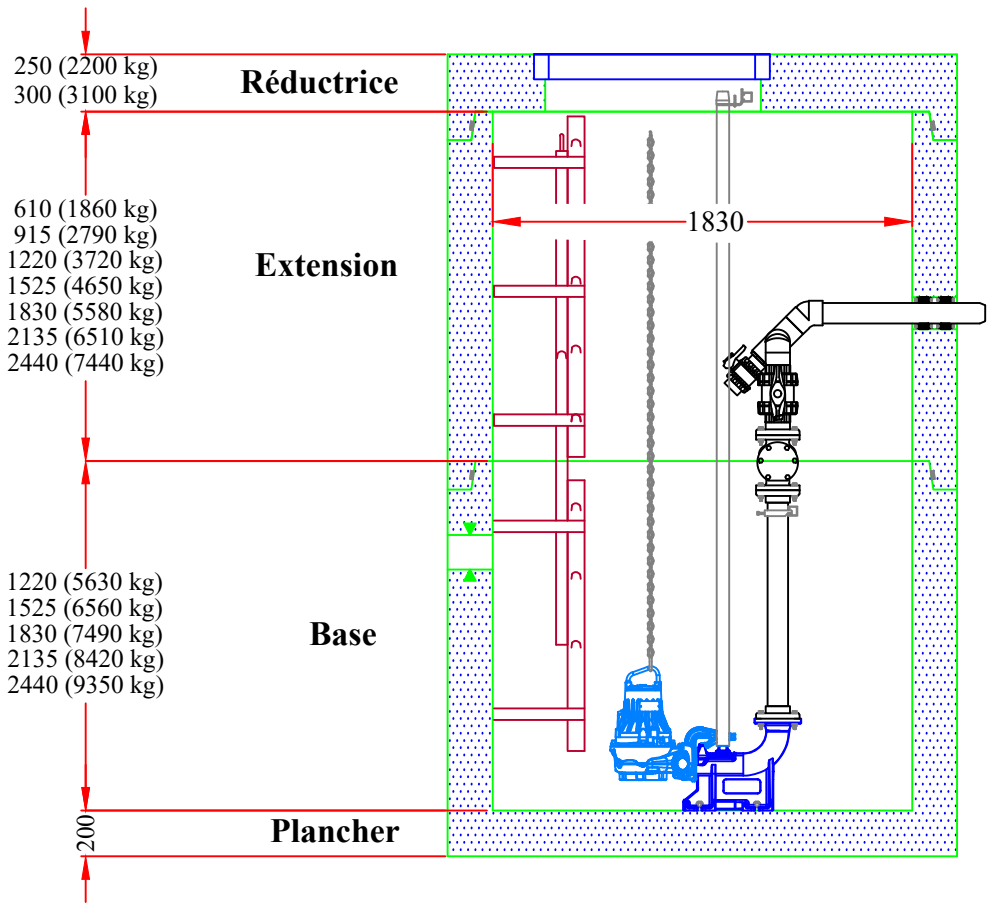 250 (2200 kg)
300 (3100 kg)
Réductrice
610 (1860 kg)
915 (2790 kg)
1220 (3720 kg)
1525 (4650 kg)
1830 (5580 kg)
2135 (6510 kg)
2440 (7440 kg)
Extension
1830
1220 (5630 kg)
1525 (6560 kg)
1830 (7490 kg)
2135 (8420 kg)
2440 (9350 kg)
Base
200
Plancher